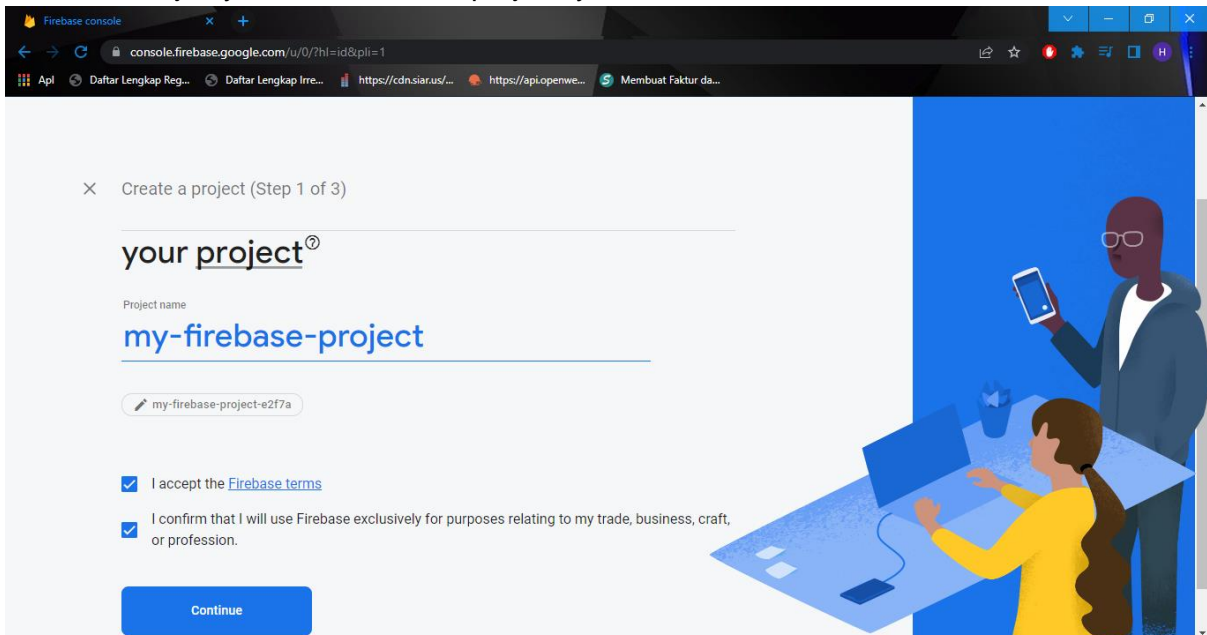 Firebase console
console.firebase.google.com/u/0/?hl=id&pli=1
H
Apl Daftar Lengkap Reg... Daftar Lengkap Irre... https://cdn.siar.us/... https://api.openwe... Membuat Faktur da...
Create a project (Step 1 of 3)
your project
Project name
my-firebase-project
my-firebase-project-e2f7a
I accept the Firebase terms
I confirm that I will use Firebase exclusively for purposes relating to my trade, business, craft,
or profession.
Continue